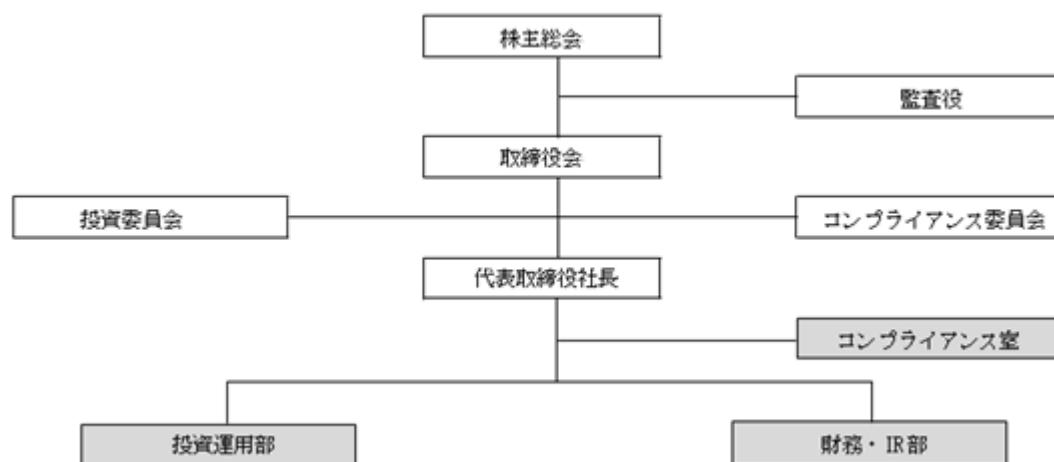 株主総会
監査役
取締役会
投資委員会
コンプライアンス委員会
代表取締役社長
コンプライアンス室
投資運用部
財務・IR部